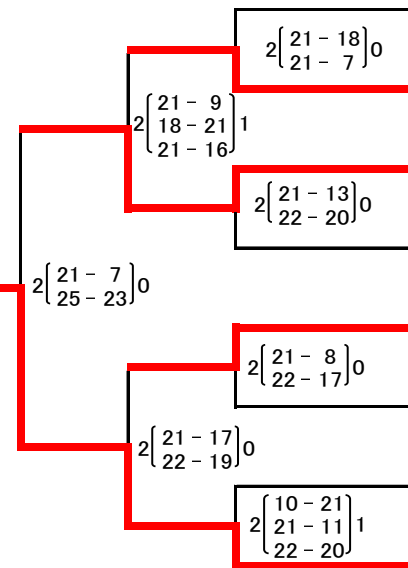 2 21 - 18 0
21 - 7
2 21 - 9 1
18 - 21
21 - 16
2 21 - 13 0
22 - 20
2 21 - 7 0
25 - 23
2 21 - 8 0
22 - 17
2 21 - 17 0
22 - 19
2 10 - 21 1
21 - 11
22 - 20